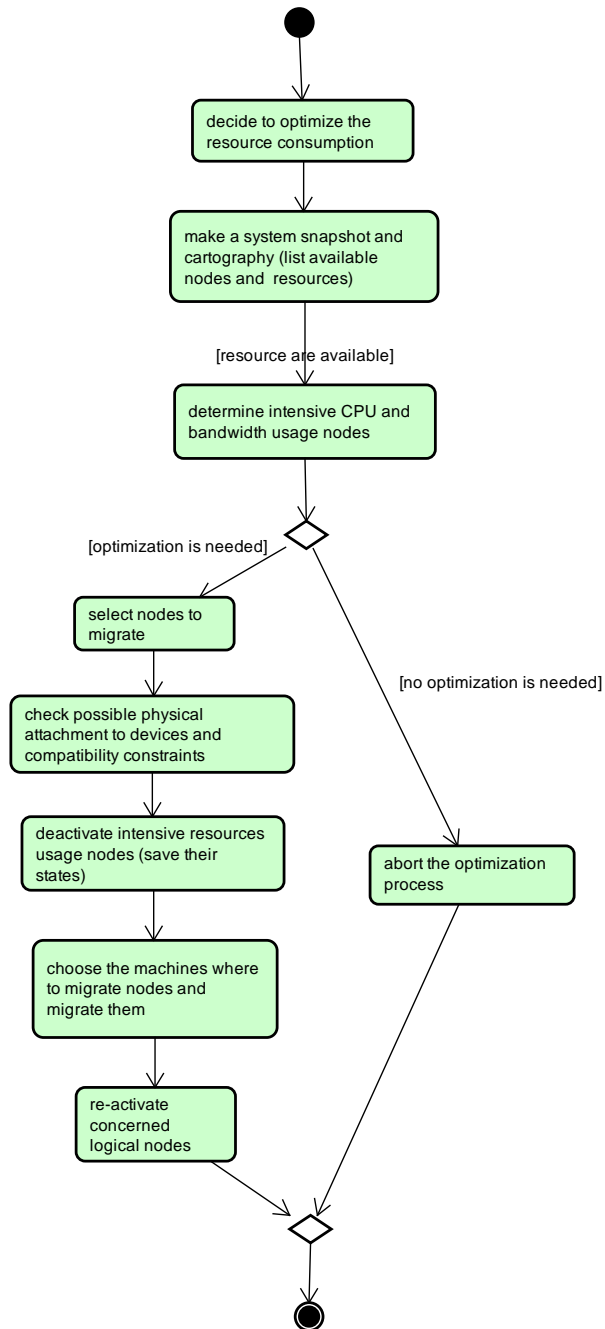 decide to optimize the
resource consumption
make a system snapshot and
cartography (list available
nodes and  resources)
[resource are available]
determine intensive CPU and
bandwidth usage nodes
[optimization is needed]
select nodes to
migrate
[no optimization is needed]
check possible physical
attachment to devices and
compatibility constraints
deactivate intensive resources
usage nodes (save their
states)
abort the optimization
process
choose the machines where
to migrate nodes and
migrate them
re-activate
concerned
logical nodes